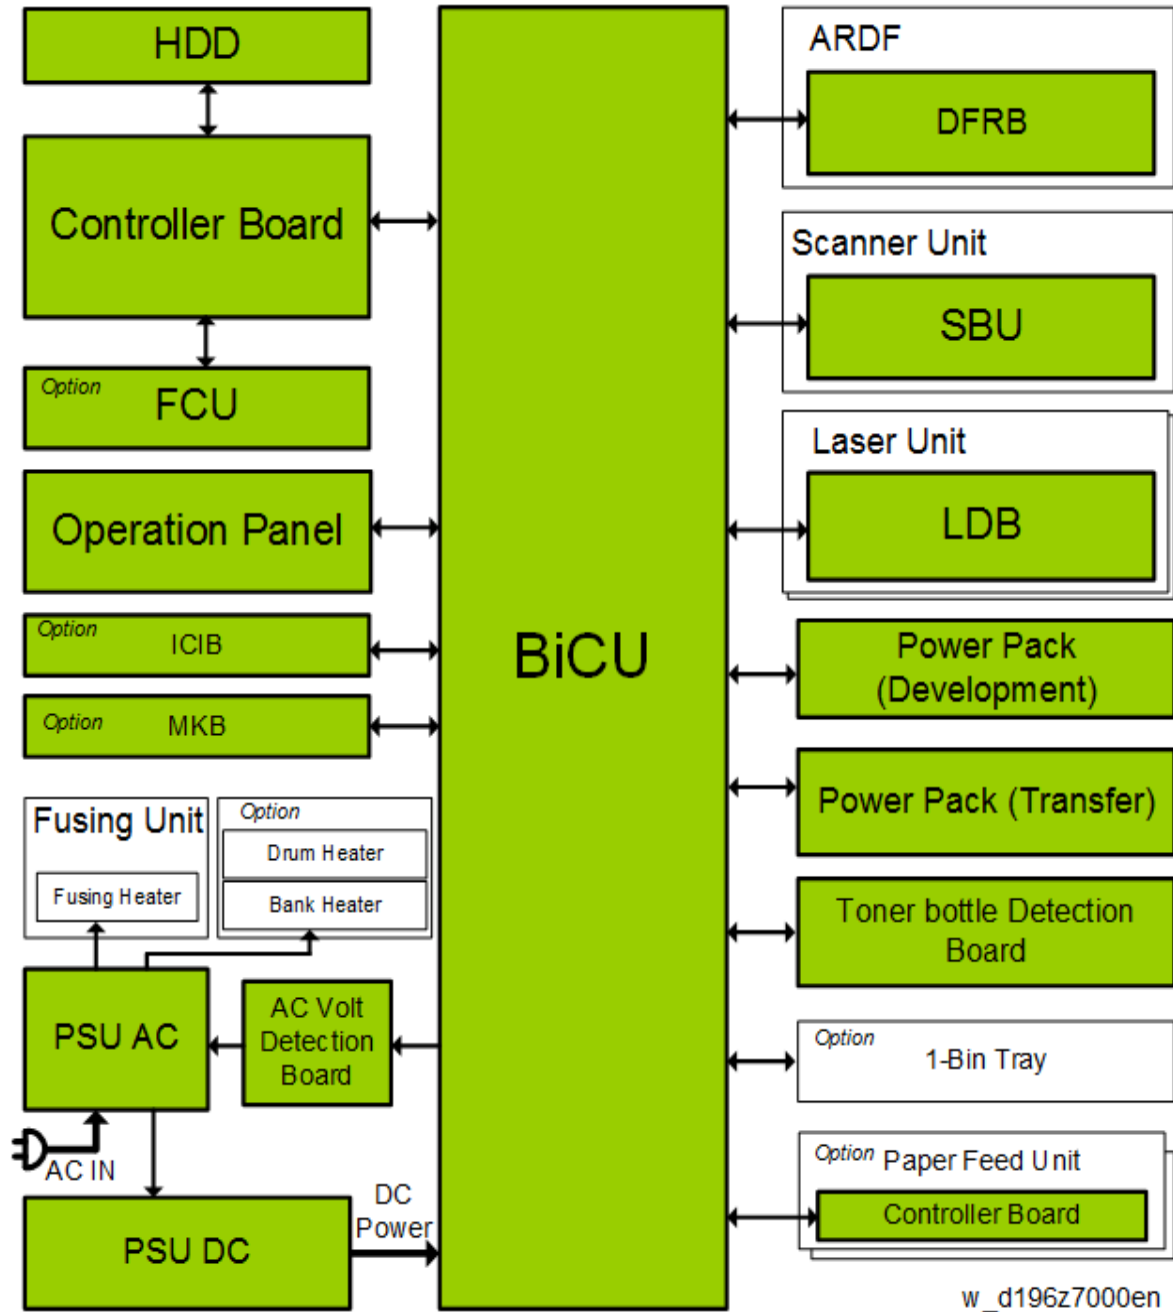 HDD
Controller Board
Option
FCU
Operation Panel
Option
ICIB
Option
MKB
Fusing Unit
Fusing Heater
Option
Drum Heater
Bank Heater
PSU AC
AC Volt
Detection
Board
AC IN
PSU DC
DC
Power
BiCU
ARDF
DFRB
Scanner Unit
SBU
Laser Unit
LDB
Power Pack
(Development)
Power Pack (Transfer)
Toner bottle Detection
Board
Option
1-Bin Tray
Option Paper Feed Unit
Controller Board
w_d196z7000en